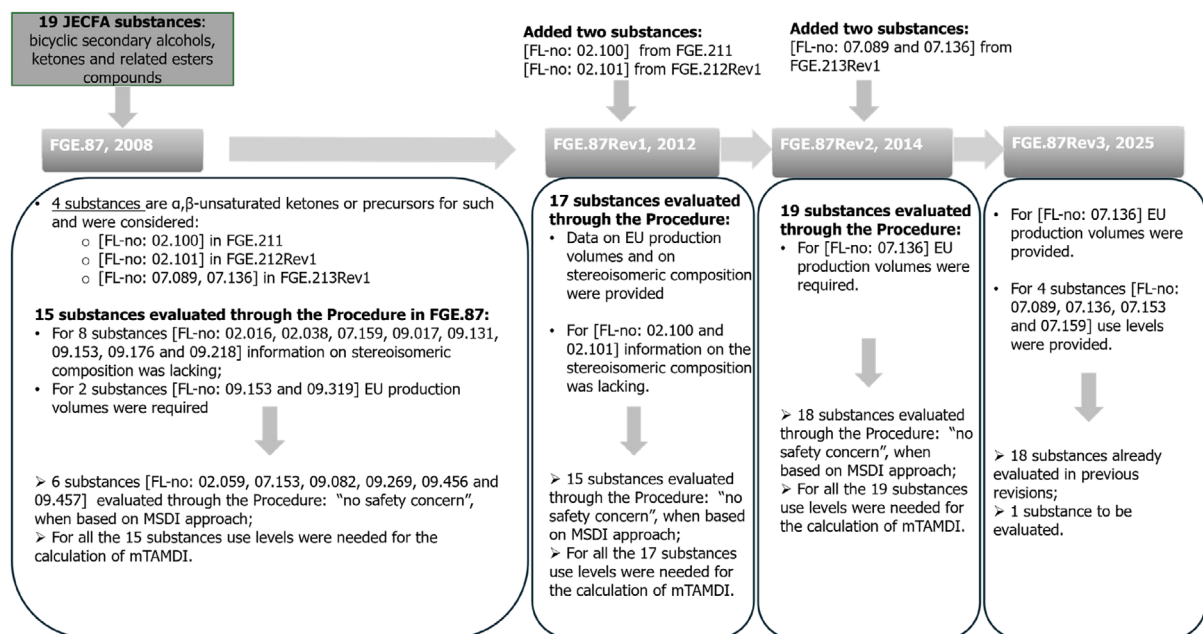 19 JECFA substances:
bicyclic secondary alcohols,
ketones and related esters
compounds
Added two substances:
[FL-no: 02.100] from FGE.211
[FL-no: 02.101] from FGE.212Rev1
Added two substances:
[FL-no: 07.089 and 07.136] from
FGE.213Rev1
FGE.87, 2008
FGE.87Rev1, 2012
FGE.87Rev2, 2014
FGE.87Rev3, 2025
• 4 substances are α,β-unsaturated ketones or precursors for such
and were considered:
o [FL-no: 02.100] in FGE.211
o [FL-no: 02.101] in FGE.212Rev1
o [FL-no: 07.089, 07.136] in FGE.213Rev1
15 substances evaluated through the Procedure in FGE.87:
• For 8 substances [FL-no: 02.016, 02.038, 07.159, 09.017, 09.131,
09.153, 09.176 and 09.218] information on stereoisomeric
composition was lacking;
• For 2 substances [FL-no: 09.153 and 09.319] EU production
volumes were required
➢ 6 substances [FL-no: 02.059, 07.153, 09.082, 09.269, 09.456 and
09.457] evaluated through the Procedure: “no safety concern”,
when based on MSDI approach;
➢ For all the 15 substances use levels were needed for the
calculation of mTAMDI.
17 substances evaluated
through the Procedure:
• Data on EU production
volumes and on
stereoisomeric composition
were provided
• For [FL-no: 02.100 and
02.101] information on the
stereoisomeric composition
was lacking.
➢ 15 substances evaluated
through the Procedure: “no
safety concern”, when based
on MSDI approach;
➢ For all the 17 substances
use levels were needed for
the calculation of mTAMDI.
19 substances evaluated
through the Procedure:
• For [FL-no: 07.136] EU
production volumes were
required.
➢ 18 substances evaluated
through the Procedure: “no
safety concern”, when
based on MSDI approach;
➢ For all the 19 substances
use levels were needed for
the calculation of mTAMDI.
• For [FL-no: 07.136] EU
production volumes were
provided.
• For 4 substances [FL-no:
07.089, 07.136, 07.153
and 07.159] use levels
were provided.
➢ 18 substances already
evaluated in previous
revisions;
➢ 1 substance to be
evaluated.